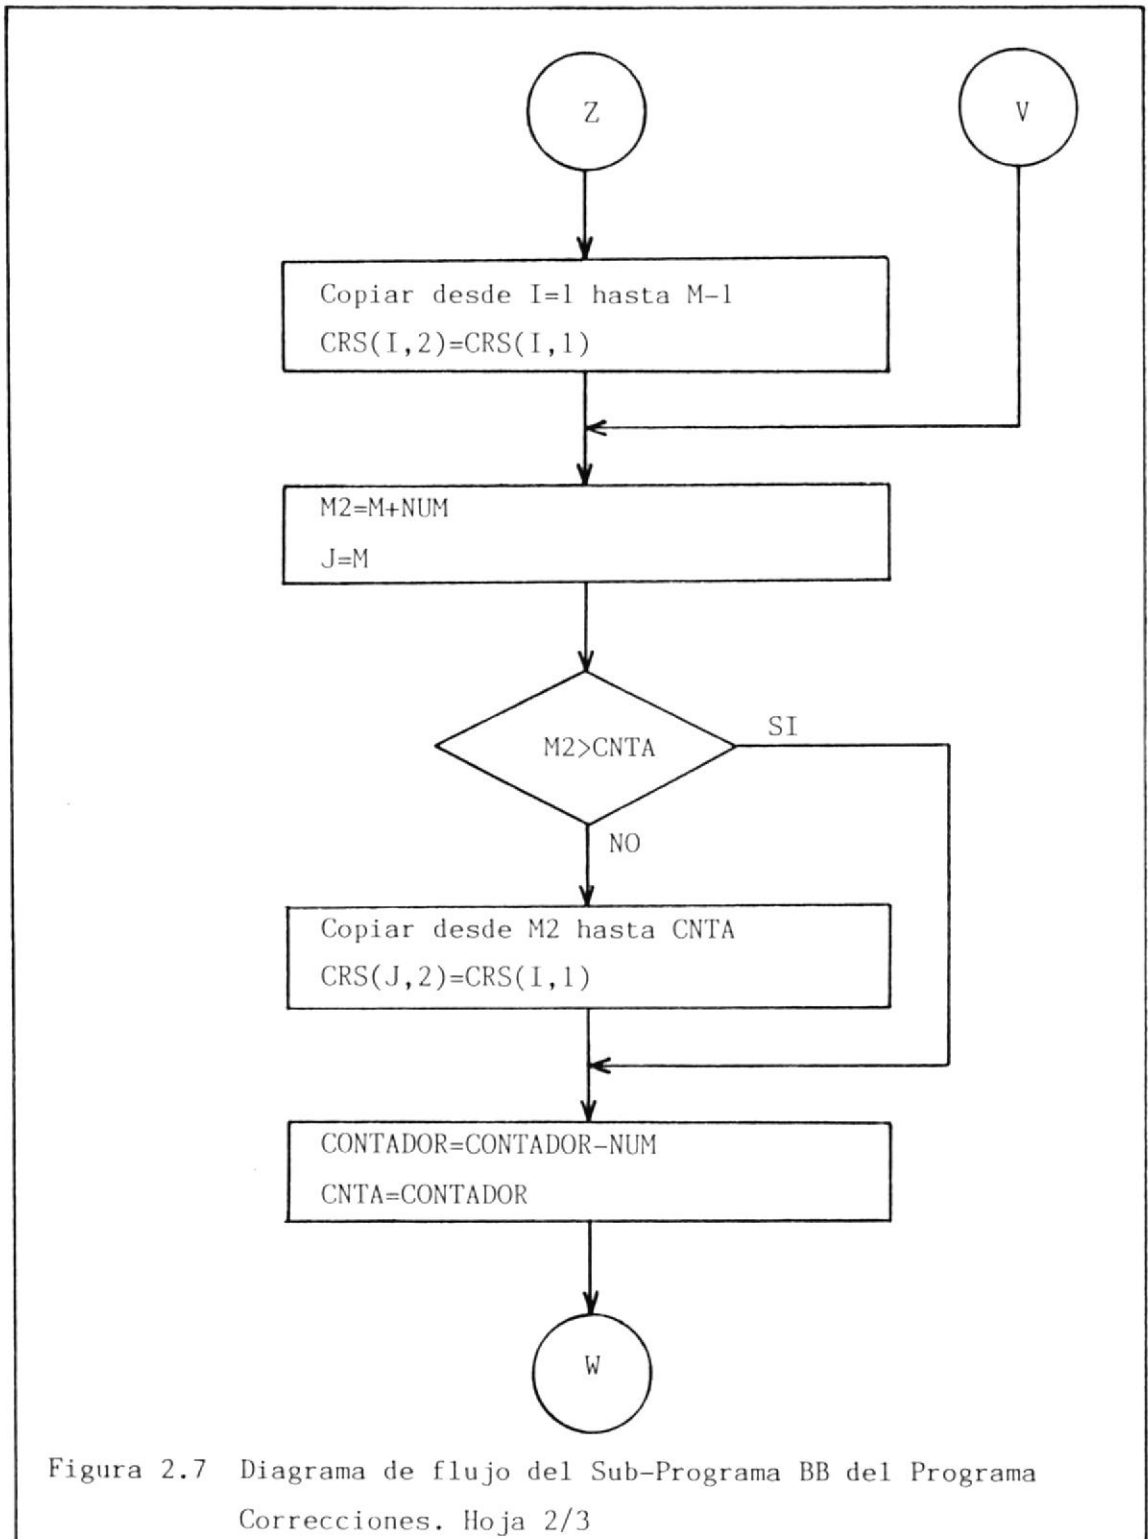 Z
V
Copiar desde I=1 hasta M-1
CRS(I,2)=CRS(I,1)
M2=M+NUM
J=M
M2>CNTA
SI
NO
Copiar desde M2 hasta CNTA
CRS(J,2)=CRS(I,1)
CONTADOR=CONTADOR-NUM
CNTA=CONTADOR
W
Figura 2.7 Diagrama de flujo del Sub-Programa BB del Programa
Correcciones. Hoja 2/3